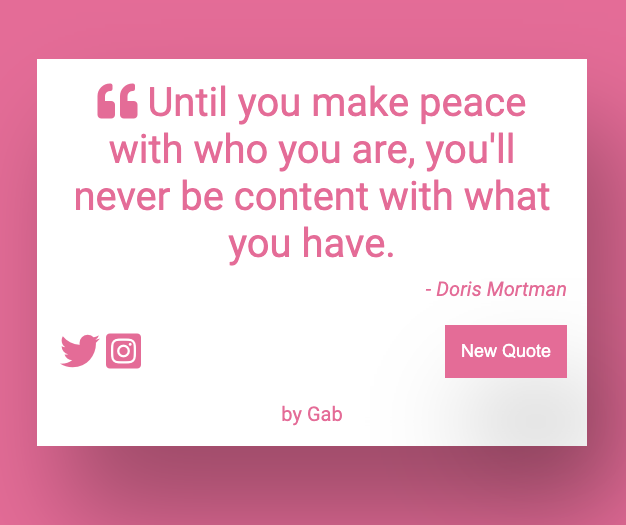 Until you make peace
with who you are, you'll
never be content with what
you have.
- Doris Mortman
New Quote
by Gab